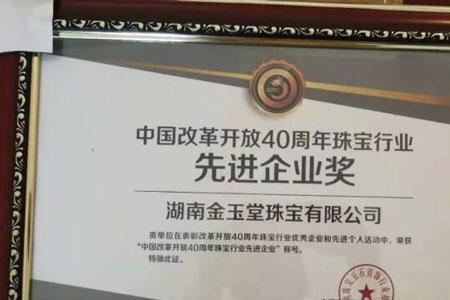 中国改革开放40周年珠宝行业
先进企业奖
湖南金玉堂珠宝有限公司
贵单位在表彰改革开放40周年珠宝行业优秀企业和先进个人活动中，荣获
“中国改革开放40周年珠宝行业先进企业”称号。
特颁此证。